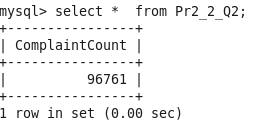 mysql> select *  from Pr2_2_Q2;
+----------------+
| ComplaintCount |
+----------------+
|          96761 |
+----------------+
1 row in set (0.00 sec)